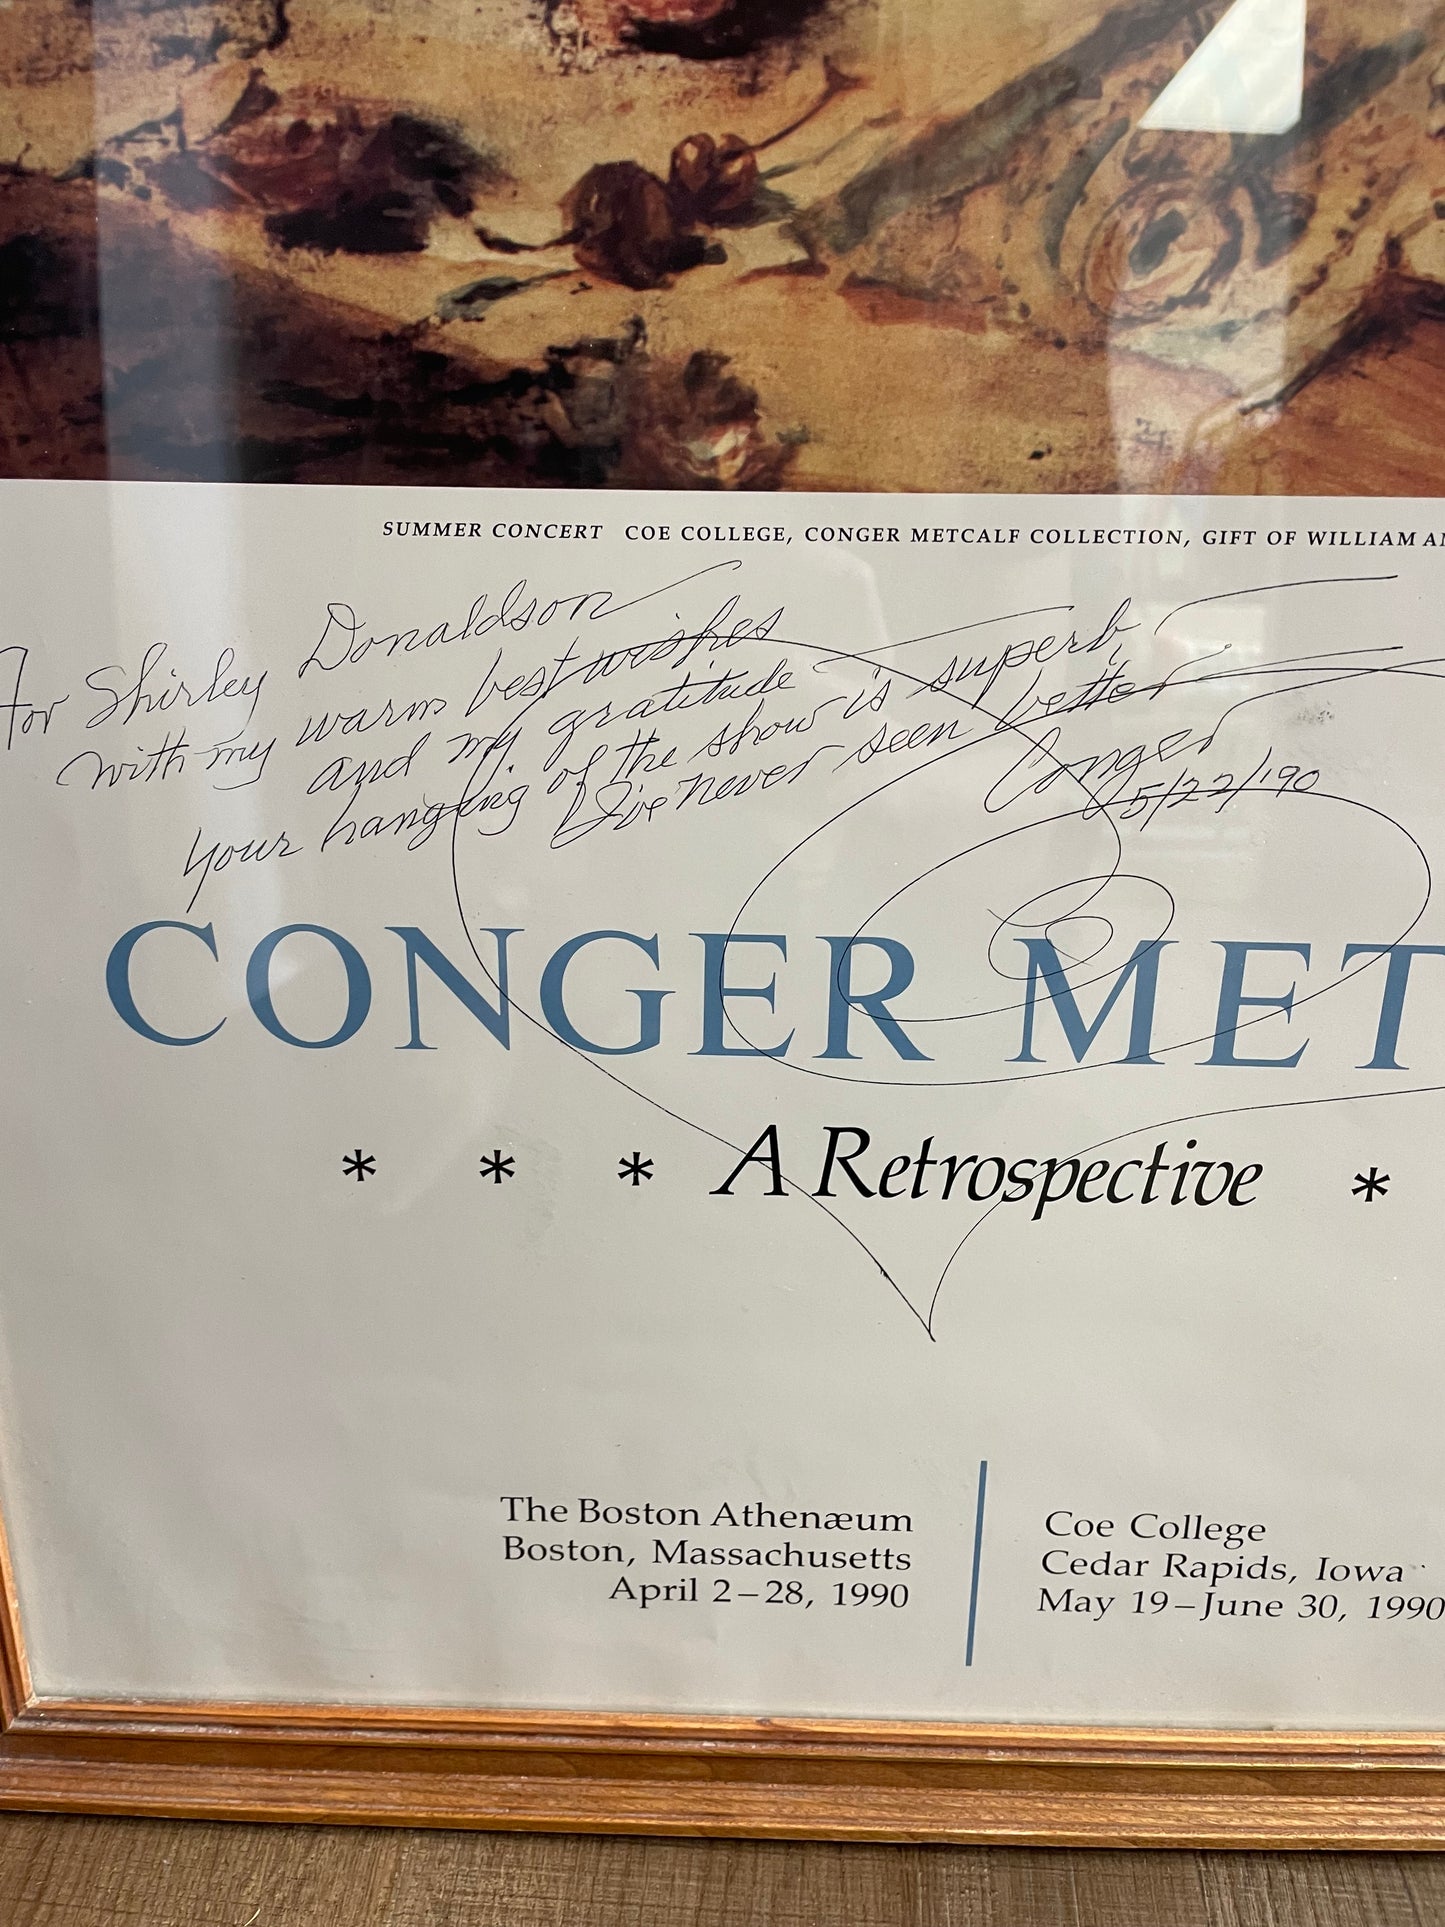 SUMMER CONCERT COE COLLEGE, CONGER METCALF COLLECTION, GIFT OF WILLIAM AN
For Shirley Donaldson
with my warm best wishes
and my gratitude
your hanging of the show is superb,
I've never seen better
Conger
5/22/'90
CONGER MET
* * * A Retrospective *
The Boston Athenæum
Boston, Massachusetts
April 2–28, 1990
Coe College
Cedar Rapids, Iowa
May 19–June 30, 1990